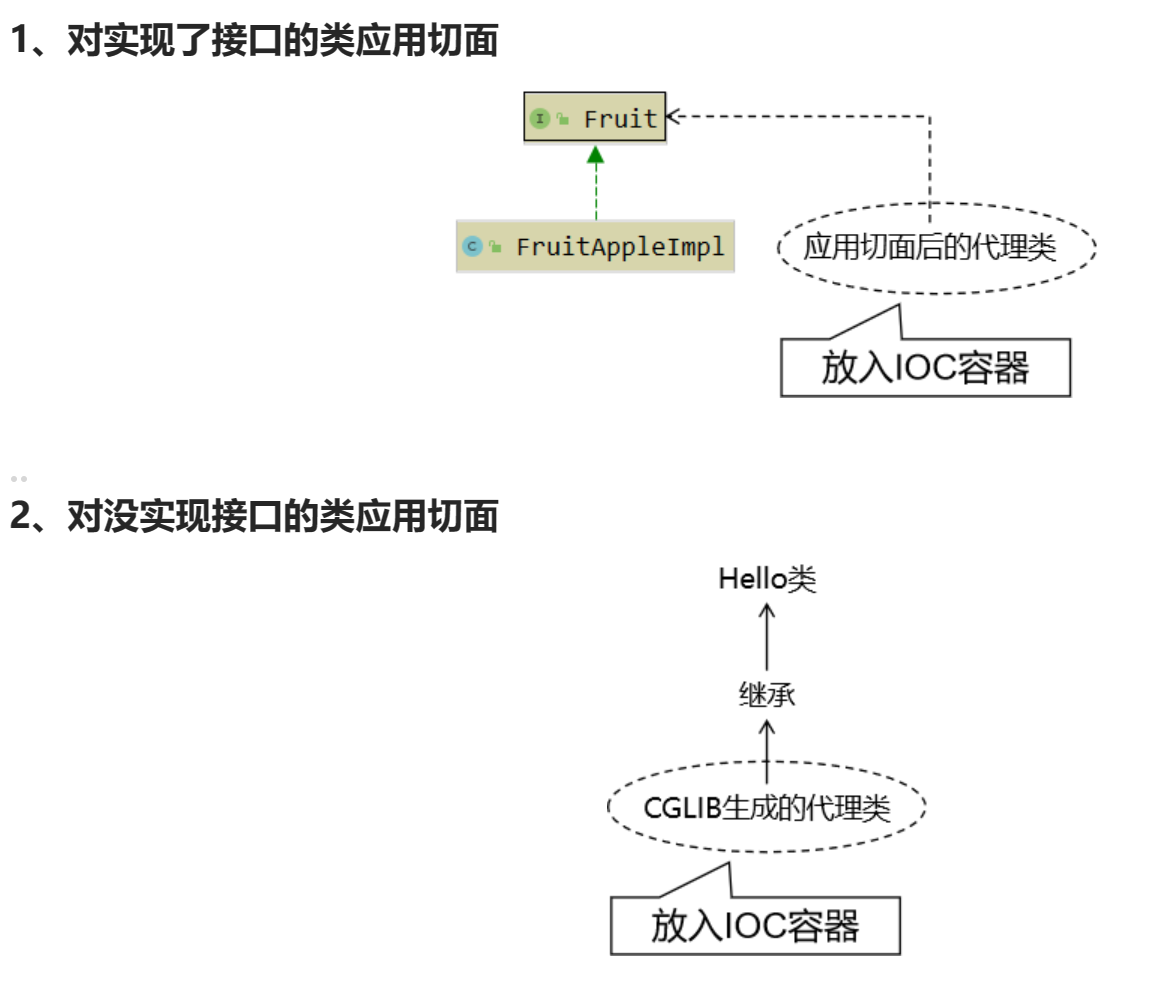 1、对实现了接口的类应用切面
I Fruit
C FruitAppleImpl
应用切面后的代理类
放入IOC容器
2、对没实现接口的类应用切面
Hello类
继承
CGLIB生成的代理类
放入IOC容器